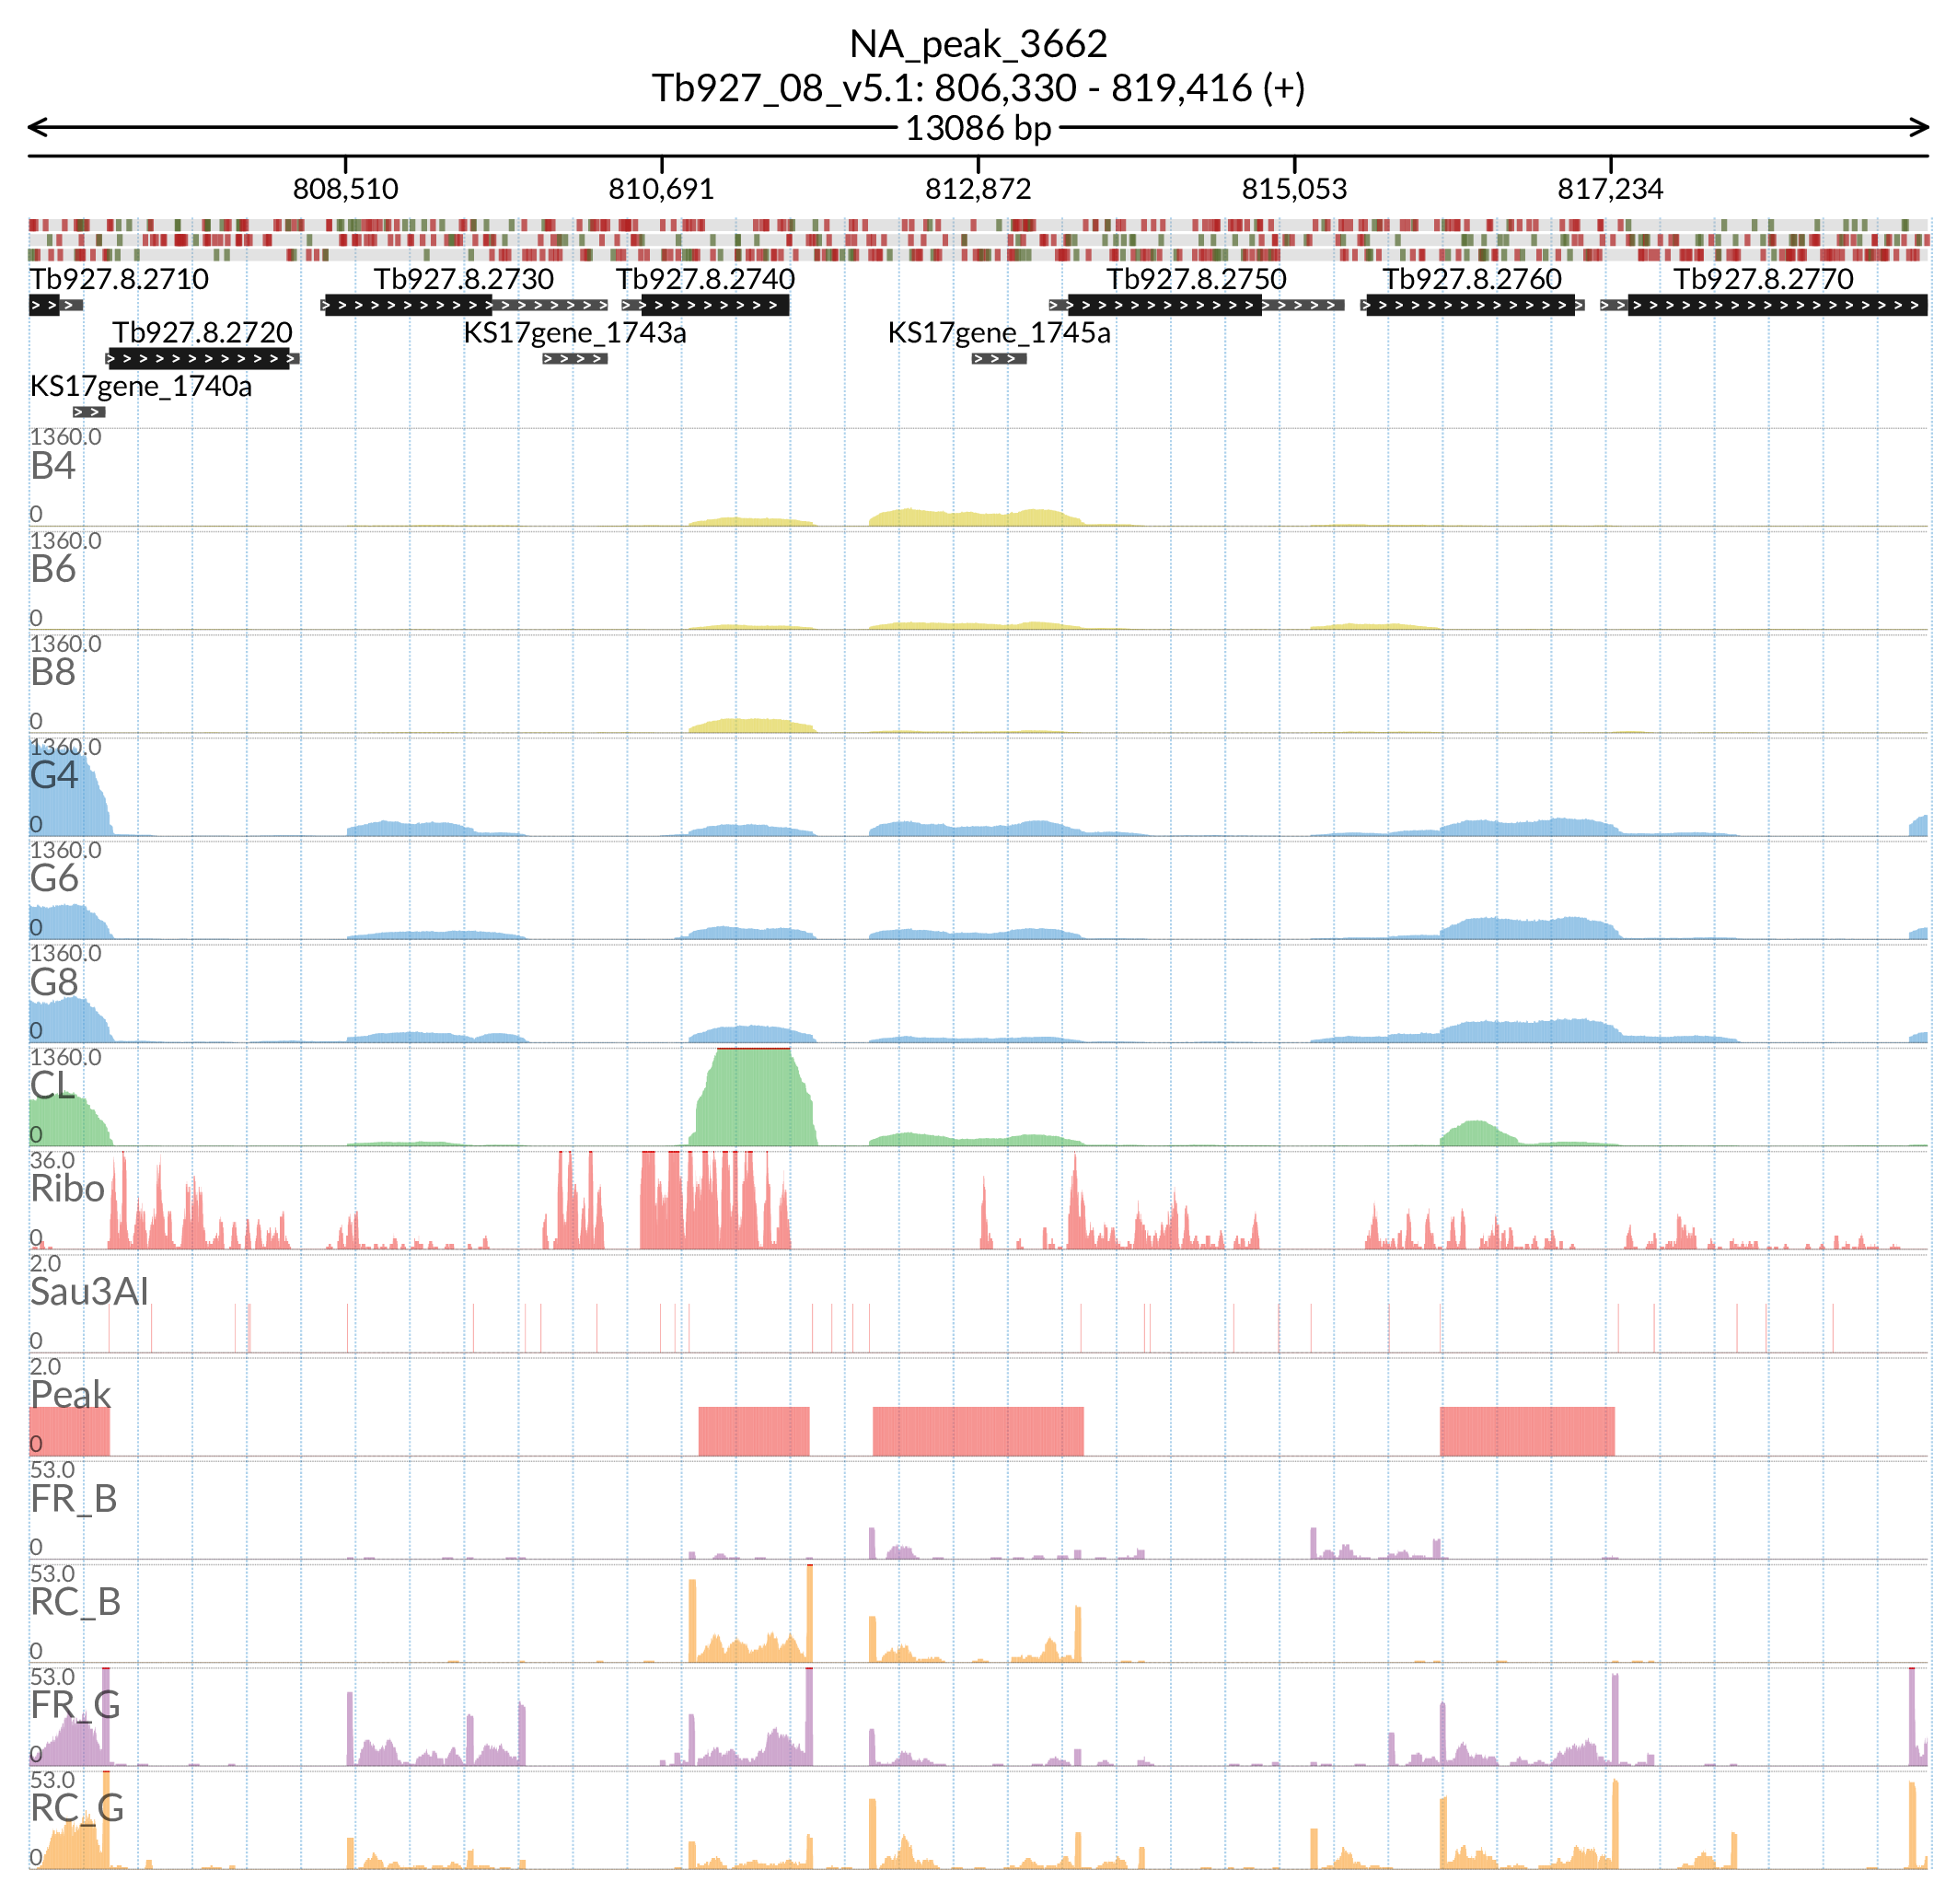 NA_peak_3662
Tb927_08_v5.1: 806,330 - 819,416 (+)
13086 bp
808,510 810,691 812,872 815,053 817,234
Tb927.8.2710 Tb927.8.2730 Tb927.8.2740 Tb927.8.2750 Tb927.8.2760 Tb927.8.2770
Tb927.8.2720 KS17gene_1743a KS17gene_1745a
KS17gene_1740a
1360.0
B4
0
1360.0
B6
0
1360.0
B8
0
1360.0
G4
0
1360.0
G6
0
1360.0
G8
0
1360.0
CL
0
36.0
Ribo
0
2.0
Sau3AI
0
2.0
Peak
0
53.0
FR_B
0
53.0
RC_B
0
53.0
FR_G
0
53.0
RC_G
0